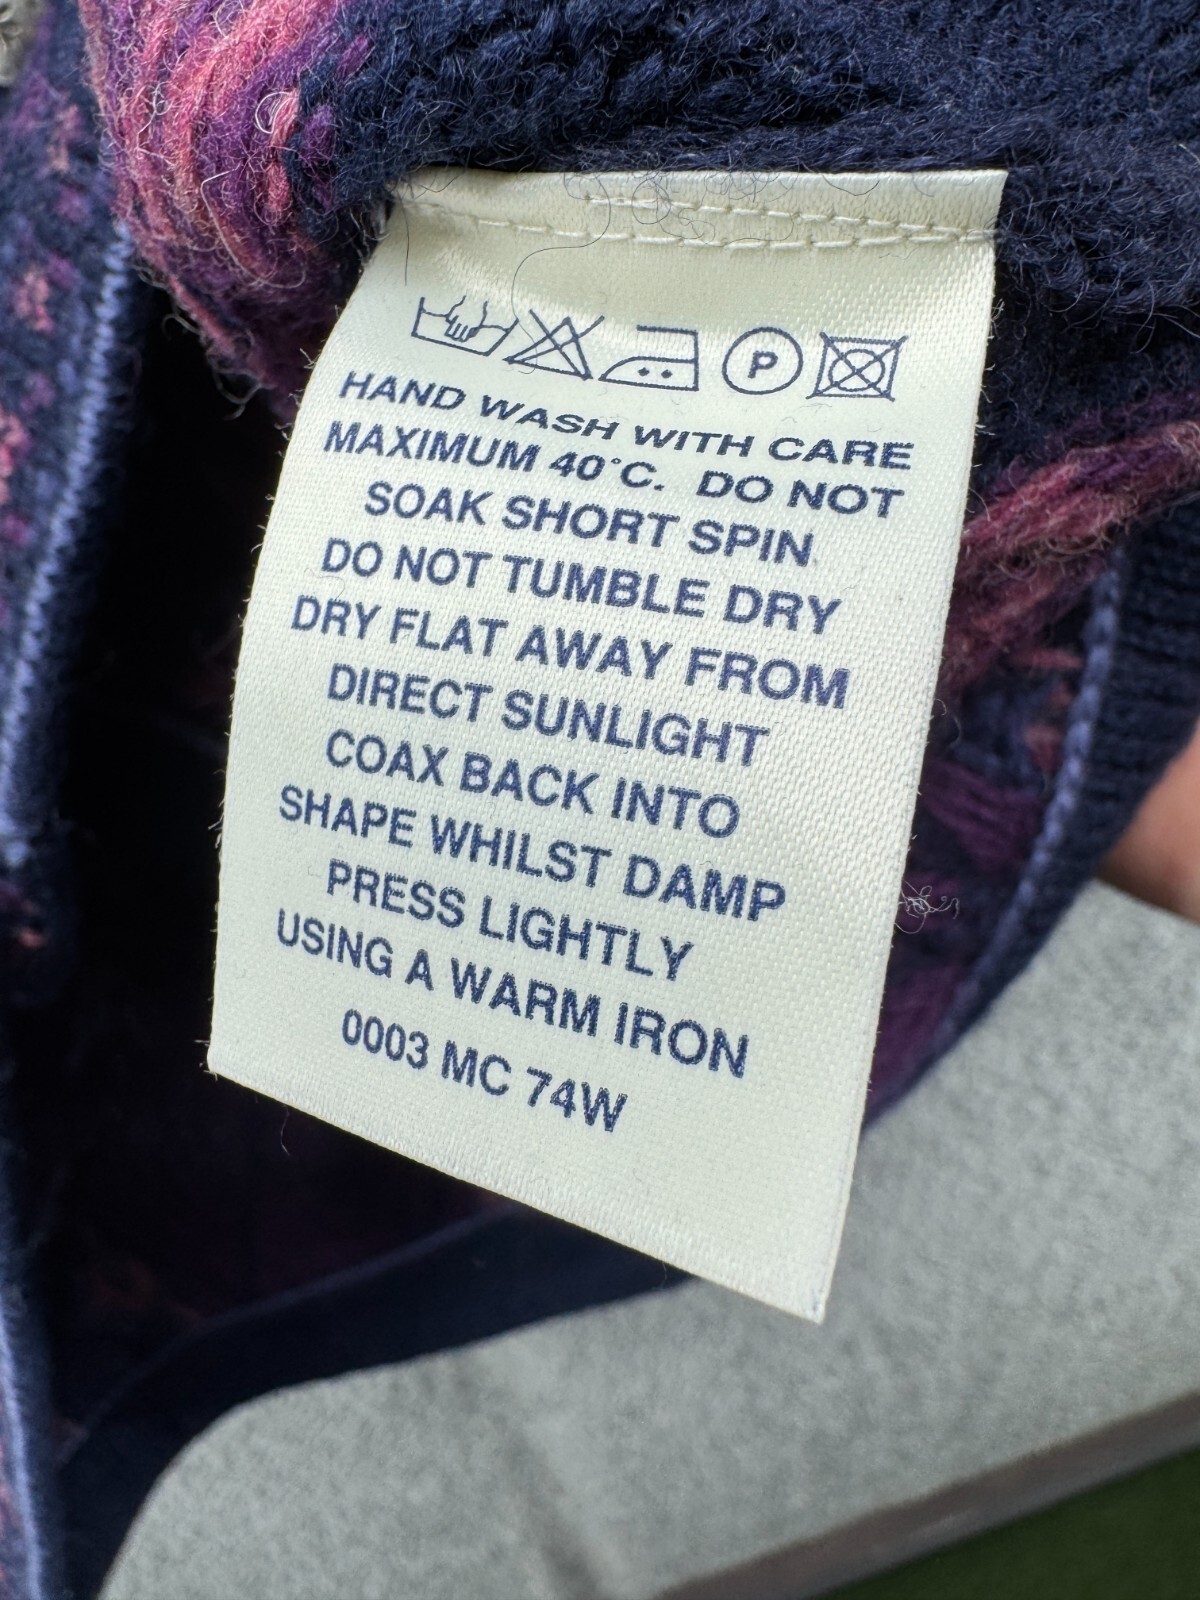 P
HAND WASH WITH CARE
MAXIMUM 40°C. DO NOT
SOAK SHORT SPIN
DO NOT TUMBLE DRY
DRY FLAT AWAY FROM
DIRECT SUNLIGHT
COAX BACK INTO
SHAPE WHILST DAMP
PRESS LIGHTLY
USING A WARM IRON
0003 MC 74W